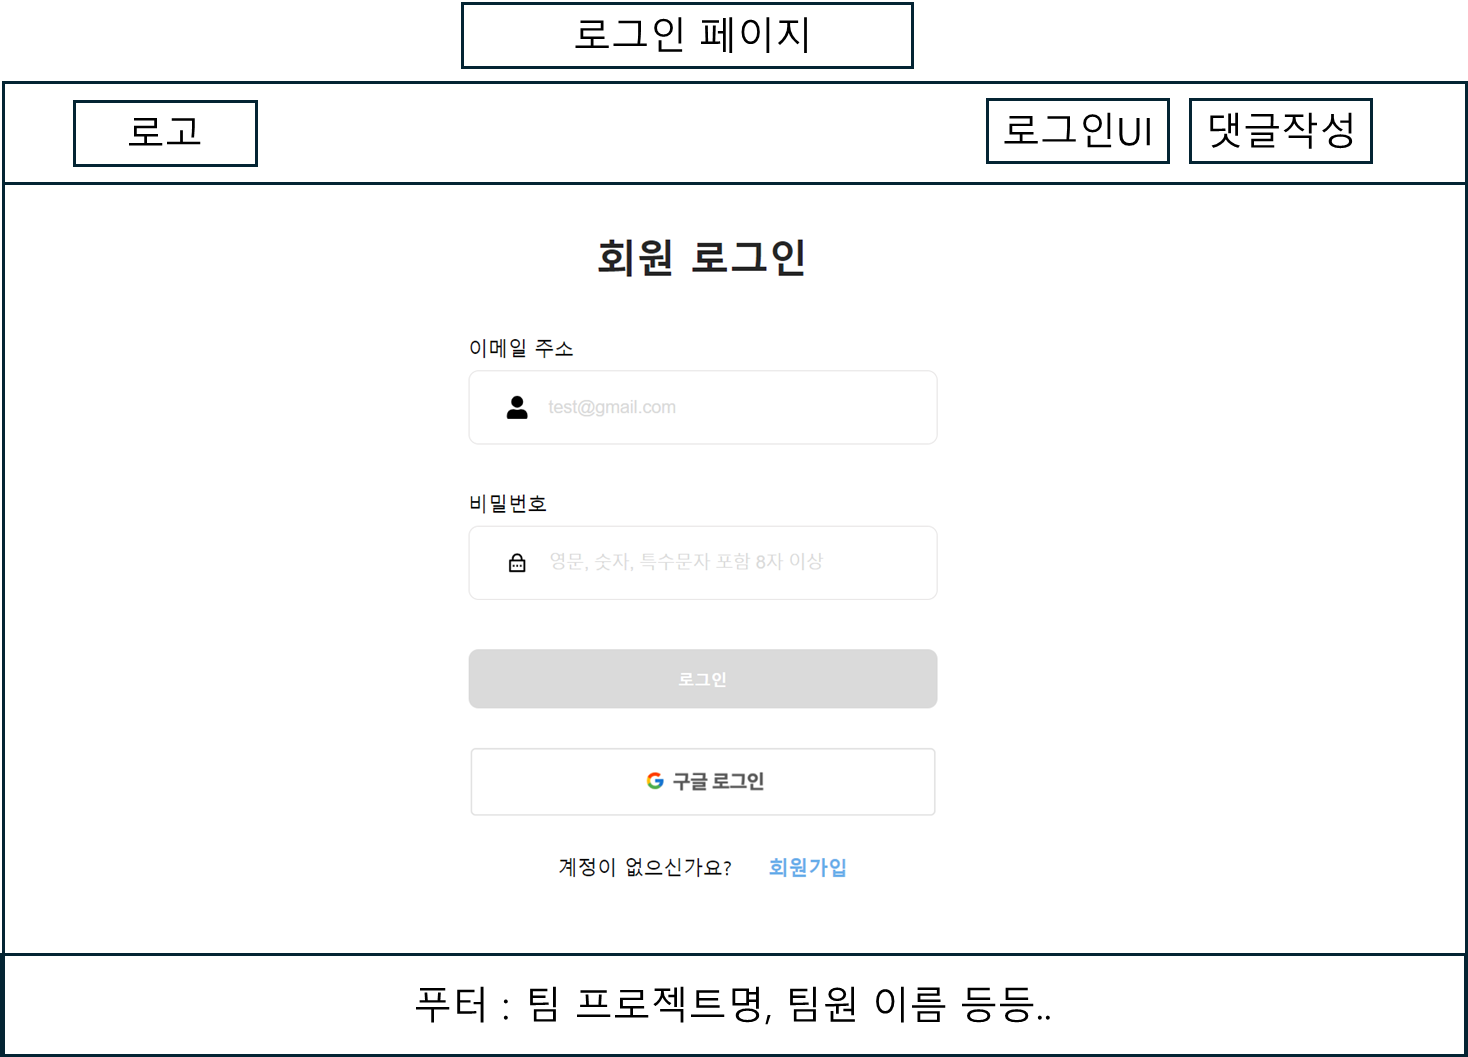 로그인 페이지
로고
로그인UI
댓글작성
회원 로그인
이메일 주소
test@gmail.com
비밀번호
영문, 숫자, 특수문자 포함 8자 이상
로그인
구글 로그인
계정이 없으신가요? 회원가입
푸터 : 팀 프로젝트명, 팀원 이름 등등..